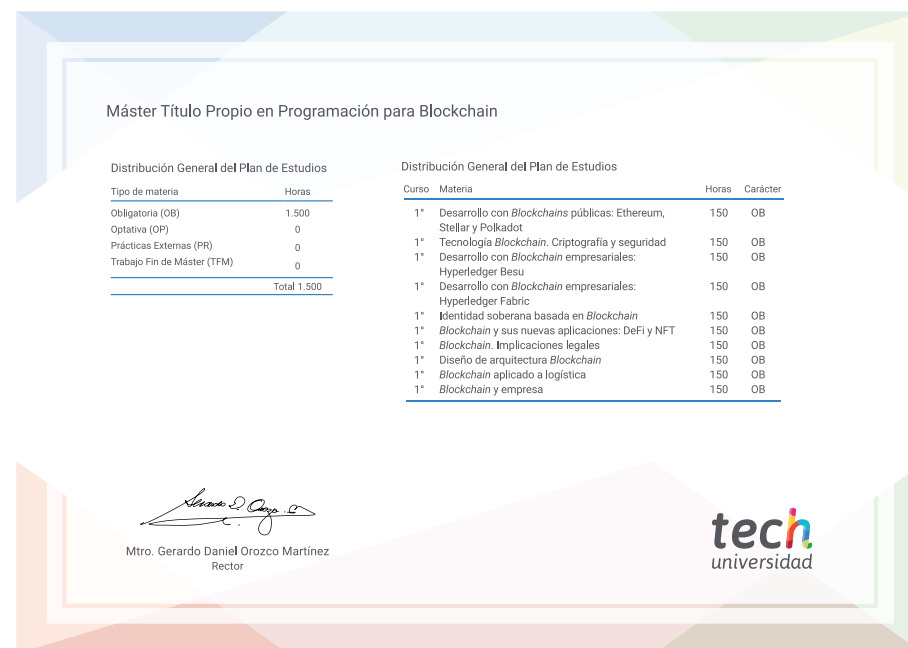 Máster Título Propio en Programación para Blockchain
Distribución General del Plan de Estudios
Tipo de materia Horas
Obligatoria (OB) 1.500
Optativa (OP) 0
Prácticas Externas (PR) 0
Trabajo Fin de Máster (TFM) 0
Total 1.500
Distribución General del Plan de Estudios
Curso Materia Horas Carácter
1° Desarrollo con Blockchains públicas: Ethereum, 150 OB
Stellar y Polkadot
1° Tecnología Blockchain. Criptografía y seguridad 150 OB
1° Desarrollo con Blockchain empresariales: 150 OB
Hyperledger Besu
1° Desarrollo con Blockchain empresariales: 150 OB
Hyperledger Fabric
1° Identidad soberana basada en Blockchain 150 OB
1° Blockchain y sus nuevas aplicaciones: DeFi y NFT 150 OB
1° Blockchain. Implicaciones legales 150 OB
1° Diseño de arquitectura Blockchain 150 OB
1° Blockchain aplicado a logística 150 OB
1° Blockchain y empresa 150 OB
Mtro. Gerardo Daniel Orozco Martínez
Rector
tech
universidad